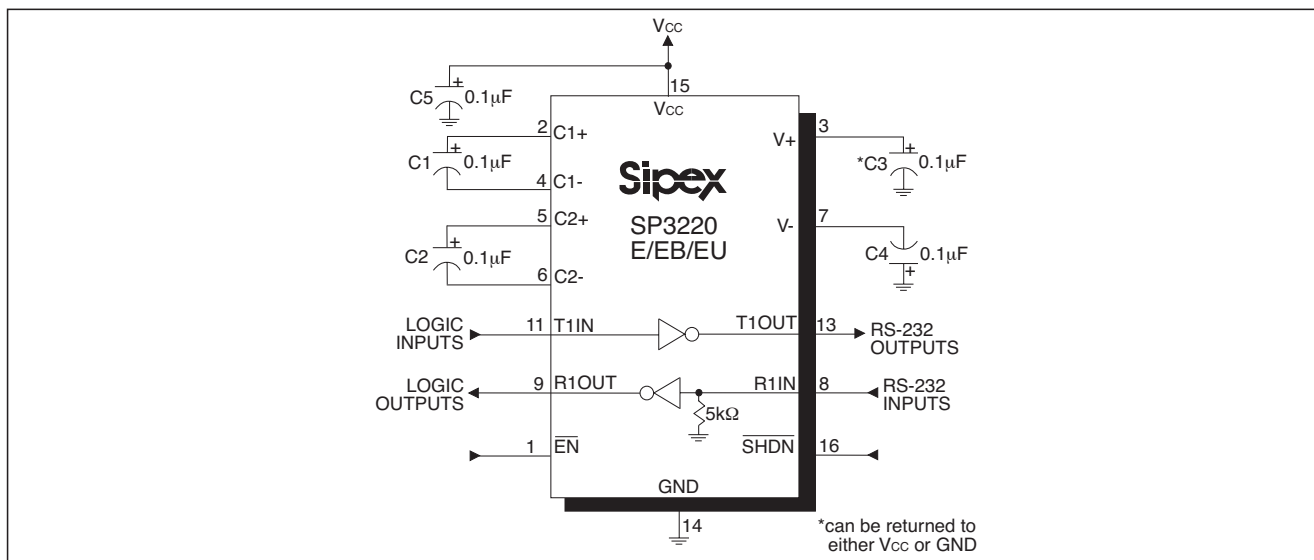 VCC
15
VCC
C5
+
0.1µF
2
C1+
C1
+
0.1µF
4
C1-
5
C2+
C2
+
0.1µF
6
C2-
V+
3
*C3
+
0.1µF
V-
7
C4
0.1µF
+
Sipex
SP3220
E/EB/EU
LOGIC
INPUTS
11
T1IN
T1OUT
13
RS-232
OUTPUTS
LOGIC
OUTPUTS
9
R1OUT
R1IN
8
RS-232
INPUTS
5kΩ
1
EN
SHDN
16
GND
14
*can be returned to
either VCC or GND